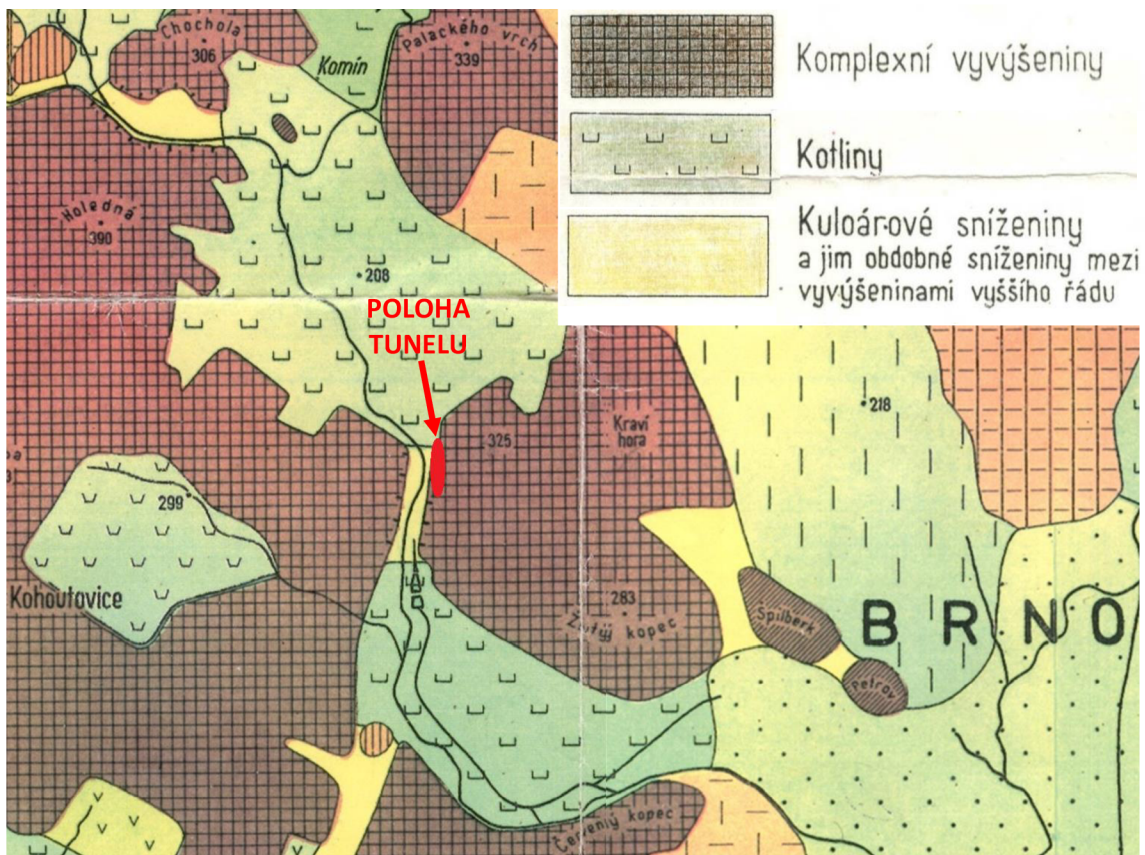 Chochola
306
Komín
Palackého vrch
339
Holedná
390
208
POLOHA
TUNELU
325
Kraví
hora
218
299
Kohoutovice
283
Žlutý kopec
Špilberk
Petrov
BRNO
Červený kopec
Komplexní vyvýšeniny
Kotliny
Kuloárové sníženiny
a jim obdobné sníženiny mezi
vyvýšeninami vyššího řádu